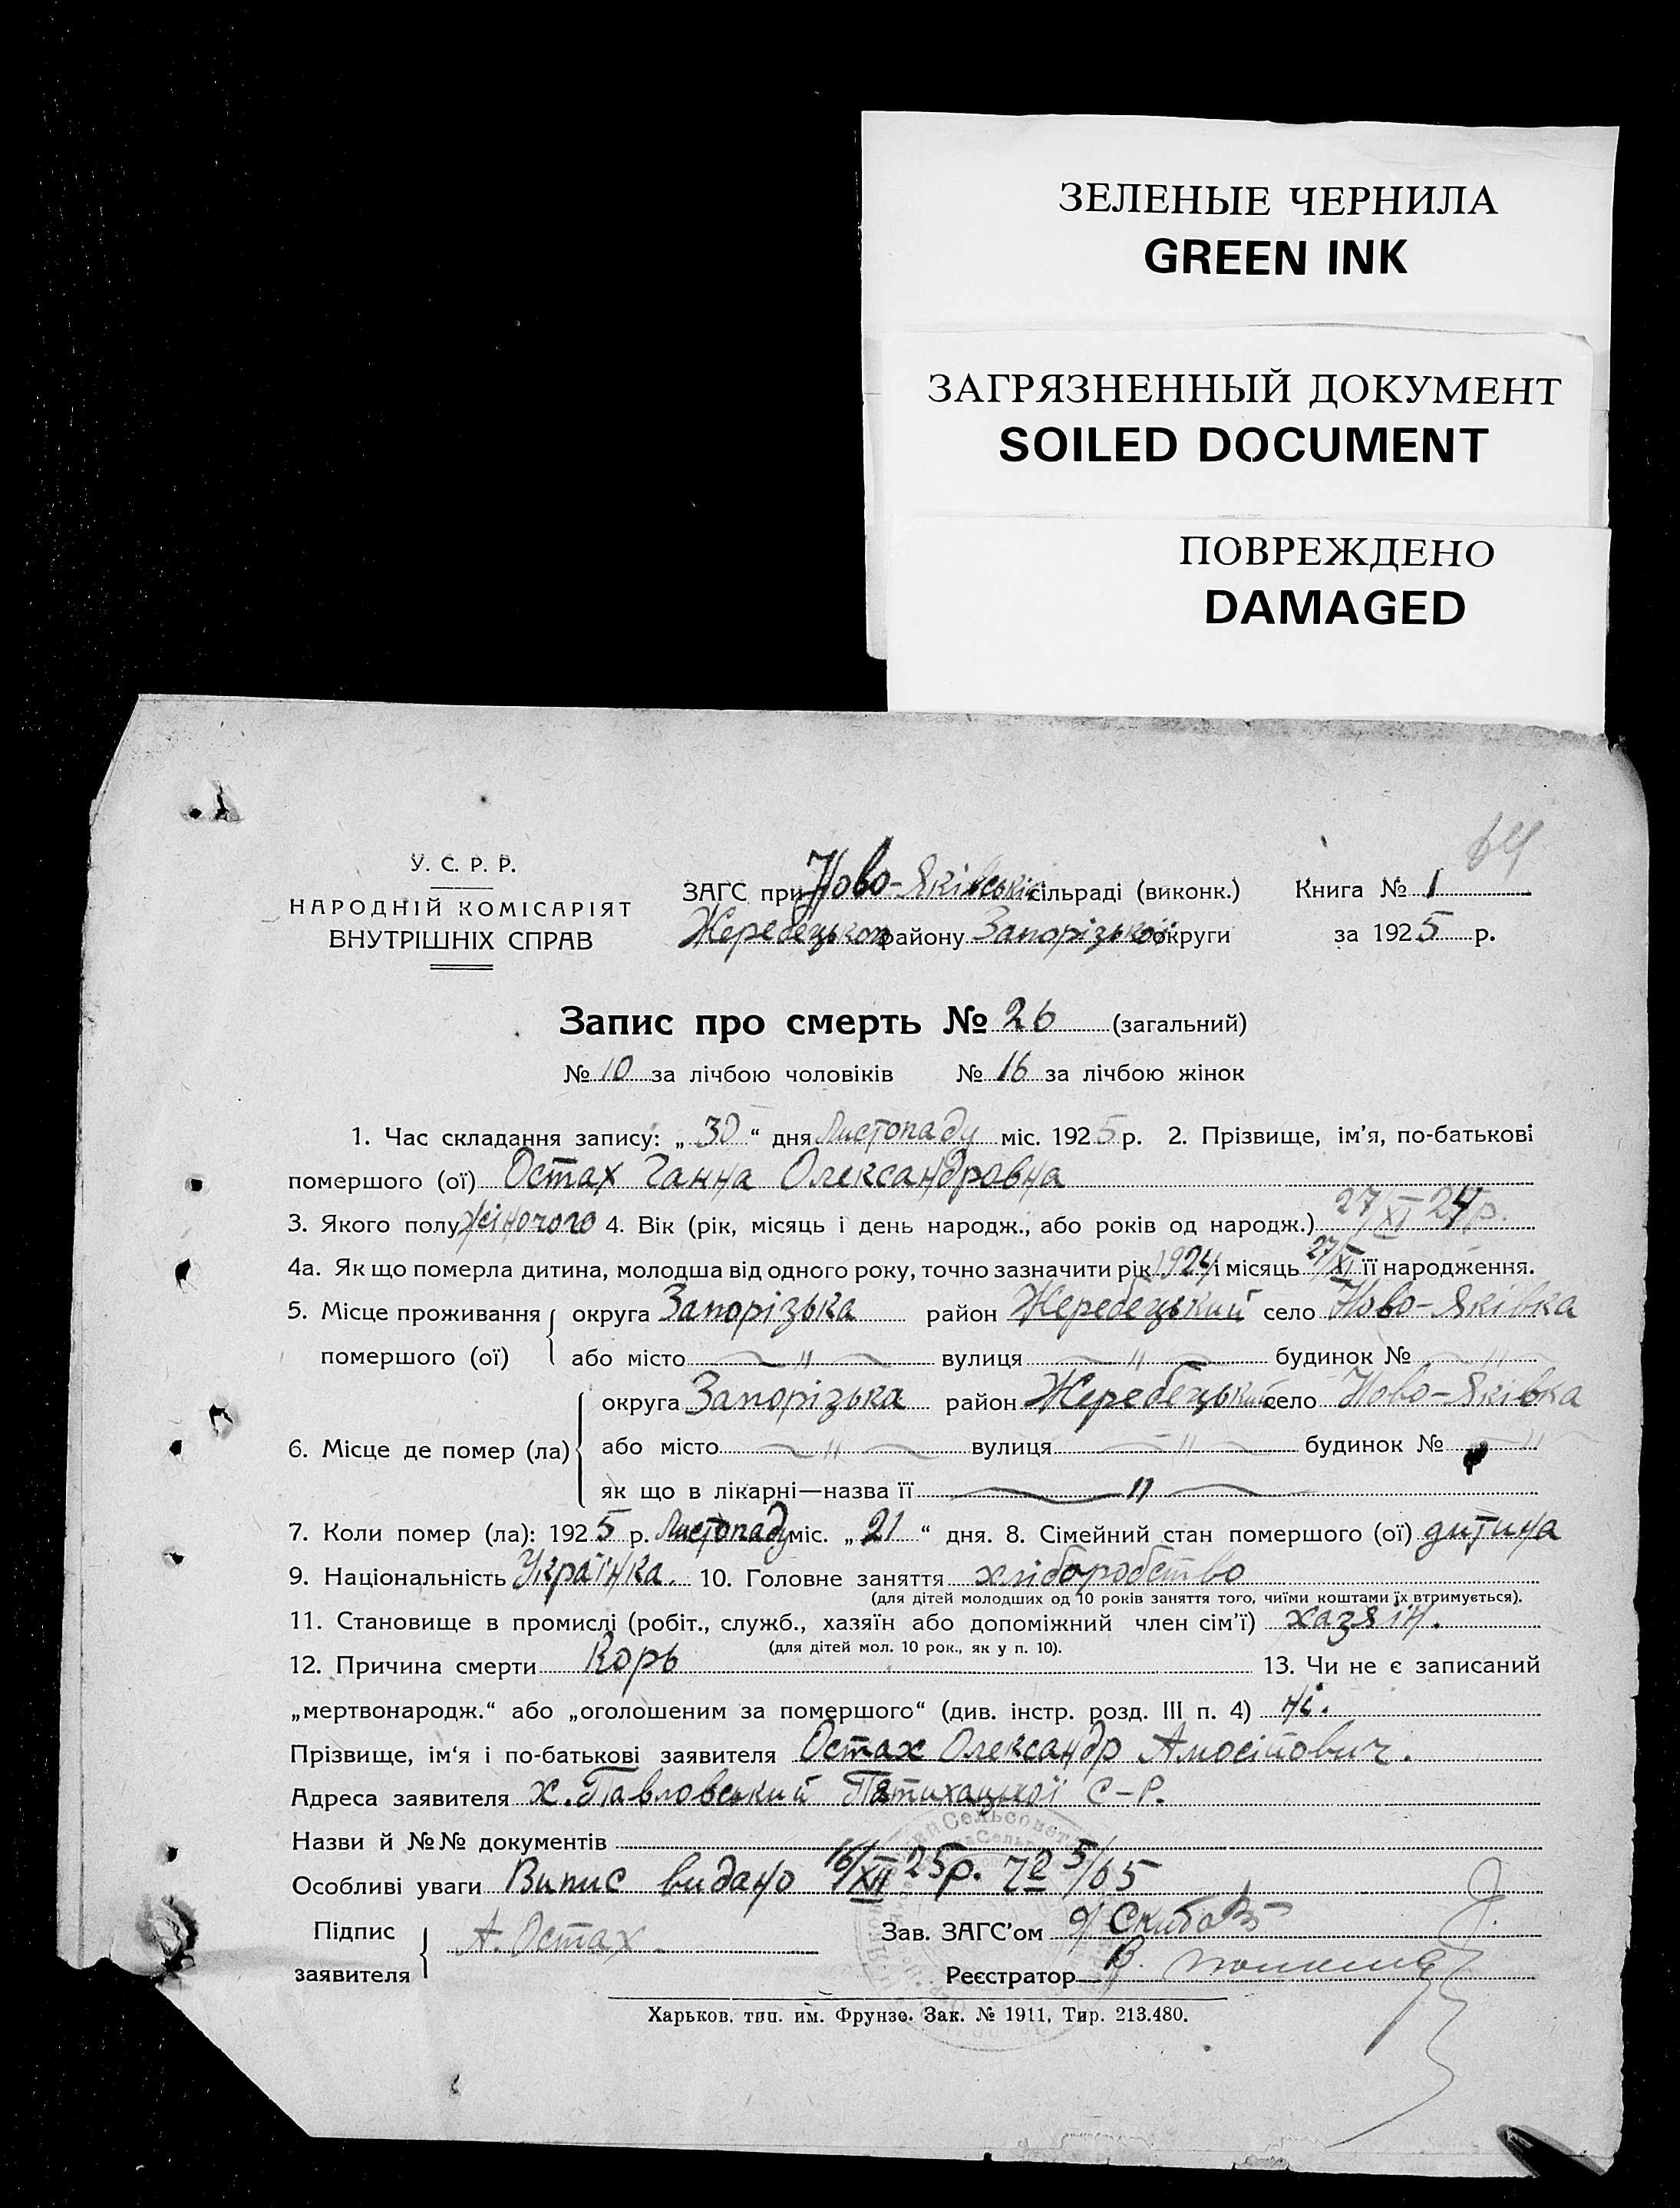 ЗЕЛЕНЫЕ ЧЕРНИЛА
GREEN INK
ЗАГРЯЗНЕННЫЙ ДОКУМЕНТ
SOILED DOCUMENT
ПОВРЕЖДЕНО
DAMAGED
64
У. С. Р. Р.
НАРОДНІЙ КОМІСАРІЯТ
ВНУТРІШНІХ СПРАВ
ЗАГС при Ново-Яківській сільраді (виконк.) Книга № 1
Жеребецького району Запорізької округи за 1925 р.
Запис про смерть № 26 (загальний)
№ 10 за лічбою чоловіків № 16 за лічбою жінок
1. Час складання запису: „30“ дня Листопаду міс. 1925 р. 2. Прізвище, ім’я, по-батькові
помершого (ої) Остах Ганна Олександровна
3. Якого полу жіночого 4. Вік (рік, місяць і день народж., або років од народж.) 27/XI 24 р.
4а. Як що померла дитина, молодша від одного року, точно зазначити рік 1924 і місяць 27/XI її народження.
5. Місце проживання округа Запорізька район Жеребецький село Ново-Яківка
помершого (ої) або місто " вулиця " будинок № "
округа Запорізька район Жеребецький село Ново-Яківка
6. Місце де помер (ла) або місто " вулиця " будинок № "
як що в лікарні—назва її "
7. Коли помер (ла): 1925 р. Листопаду міс. „21“ дня. 8. Сімейний стан помершого (ої) дитина
9. Національність Українка. 10. Головне заняття хліборобство
(для дітей молодших од 10 років заняття того, чиїми коштами їх втримується).
11. Становище в промислі (робіт., служб., хазяїн або допоміжний член сім’ї) хазяін.
(для дітей мол. 10 рок., як у п. 10).
12. Причина смерти Корь 13. Чи не є записаний
„мертвонародж.“ або „оголошеним за помершого“ (див. інстр. розд. III п. 4) ні.
Прізвище, ім‘я і по-батькові заявителя Остах Олександр Амосіпович.
Адреса заявителя х. Павловський Пятихацької С-Р.
Назви й №№ документів
Особливі уваги Випис видано 16/XII 25р. 5/65
Підпис заявителя А. Остах.
Зав. ЗАГС’ом Скиба
Реєстратор В.
Харьков. тип. им. Фрунзе. Зак. № 1911, Тир. 213.480.